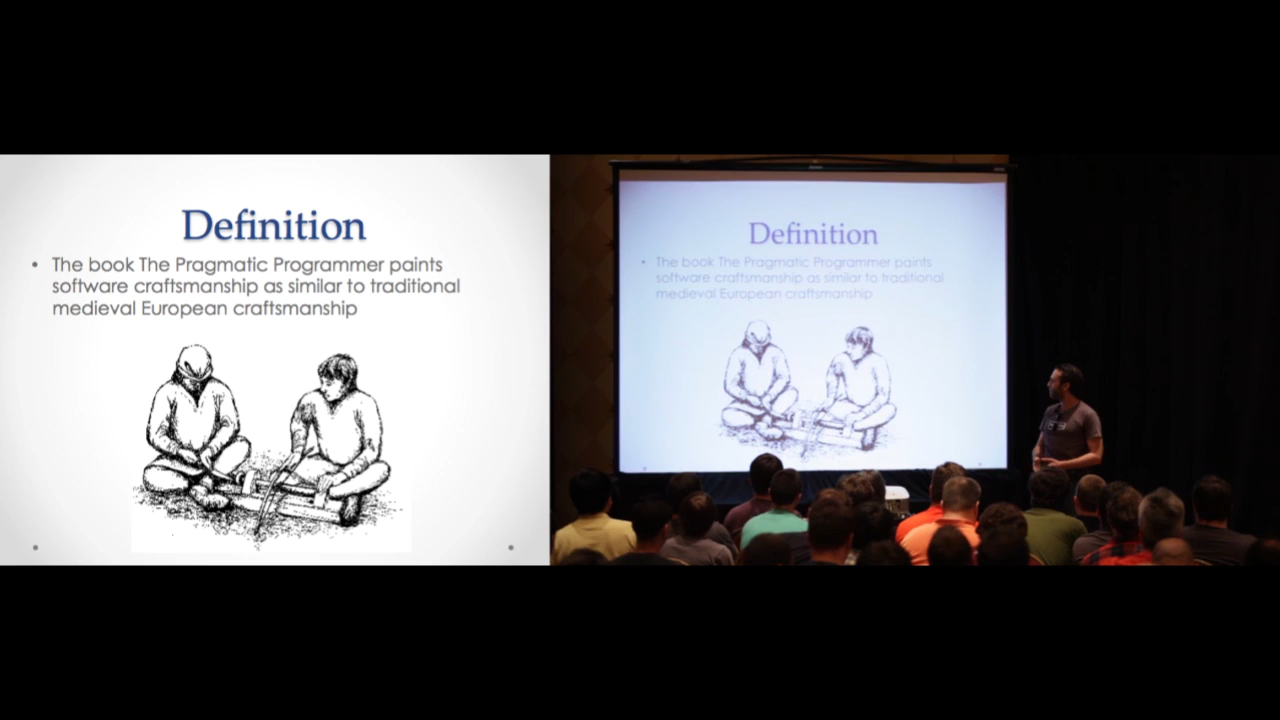 Definition
• The book The Pragmatic Programmer paints
software craftsmanship as similar to traditional
medieval European craftsmanship
Definition
• The book The Pragmatic Programmer paints
software craftsmanship as similar to traditional
medieval European craftsmanship